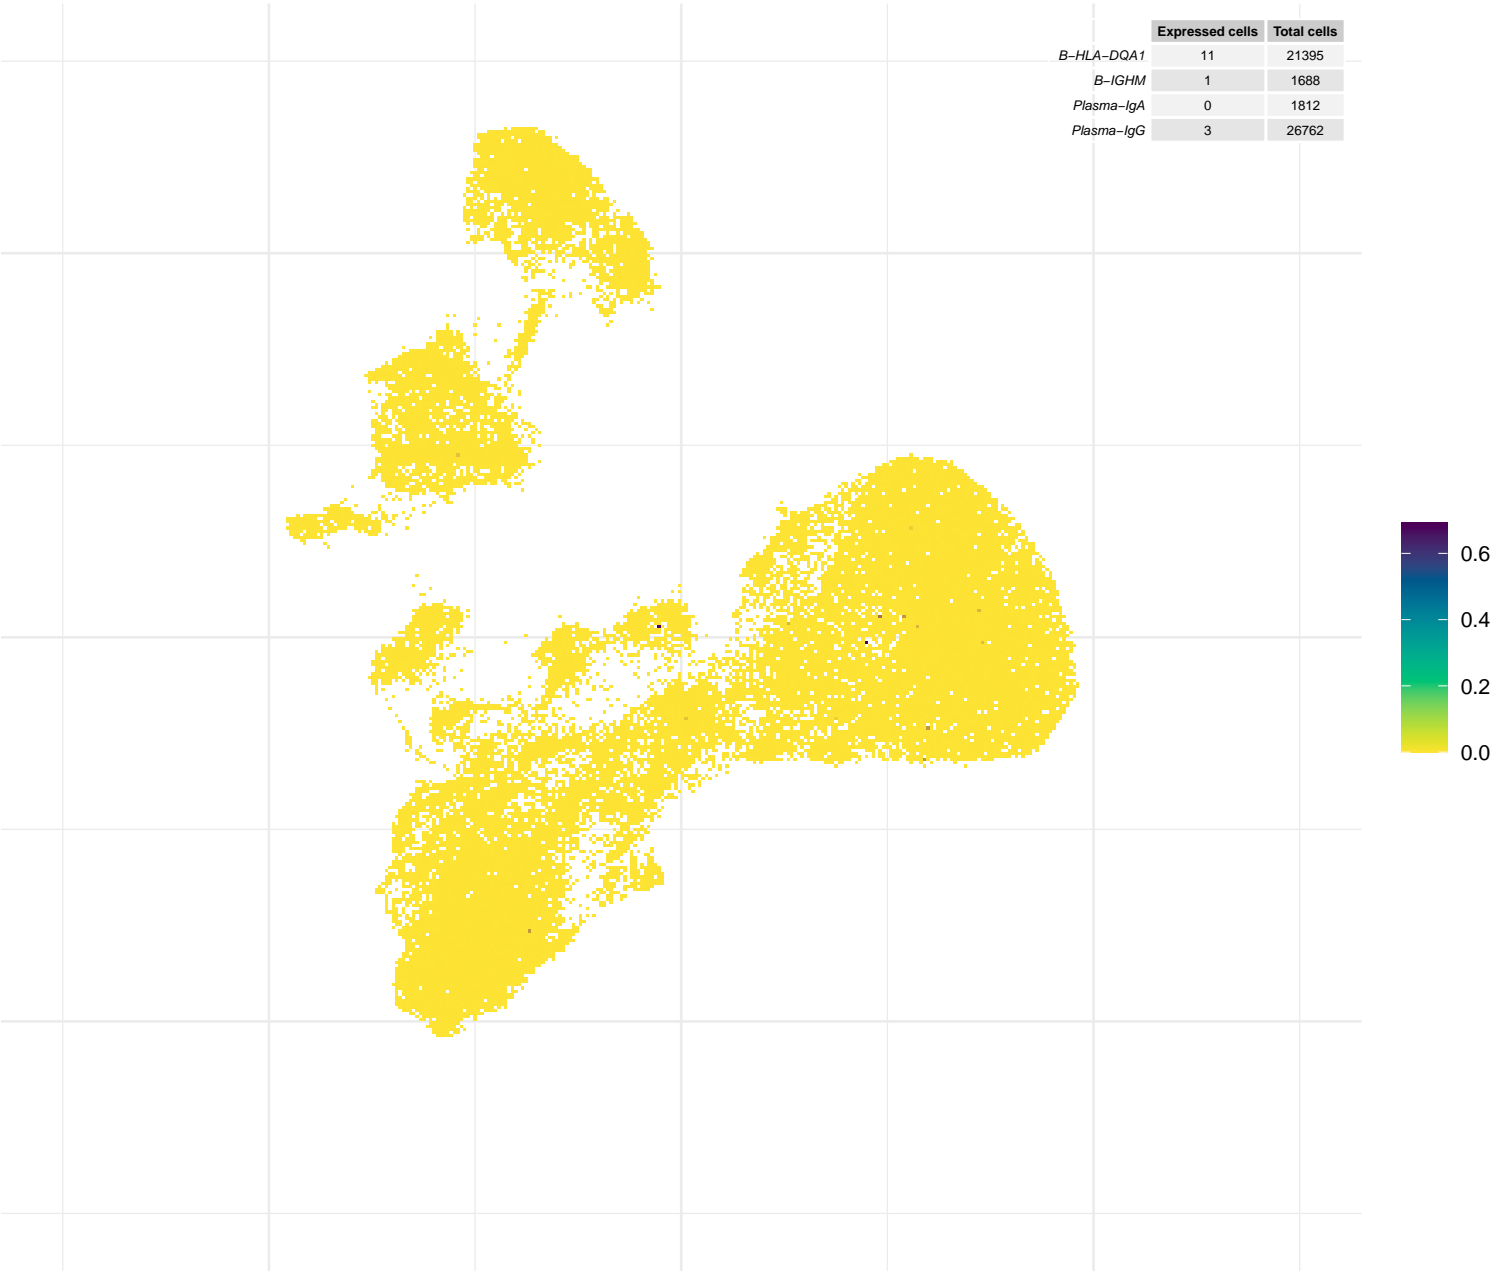 Expressed cells Total cells
B−HLA−DQA1 11 21395
B−IGHM 1 1688
Plasma−IgA 0 1812
Plasma−IgG 3 26762
0.6
0.4
0.2
0.0